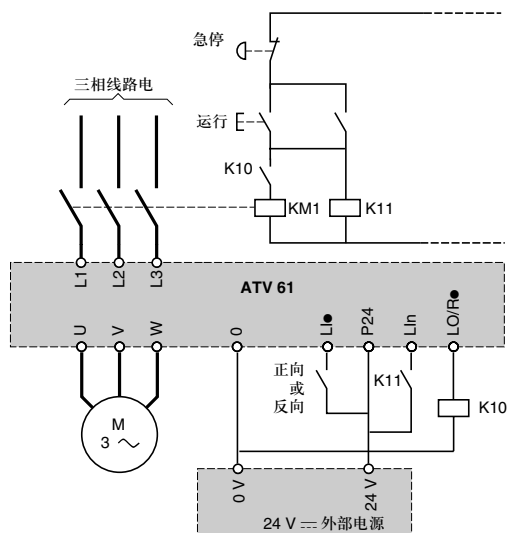 急停
三相线路电
运行
K10
KM1
K11
L1
L2
L3
ATV 61
U
V
W
0
LI●
P24
LIn
LO/R●
正向
或
反向
K11
K10
M
3
0 V
24 V
24 V 外部电源